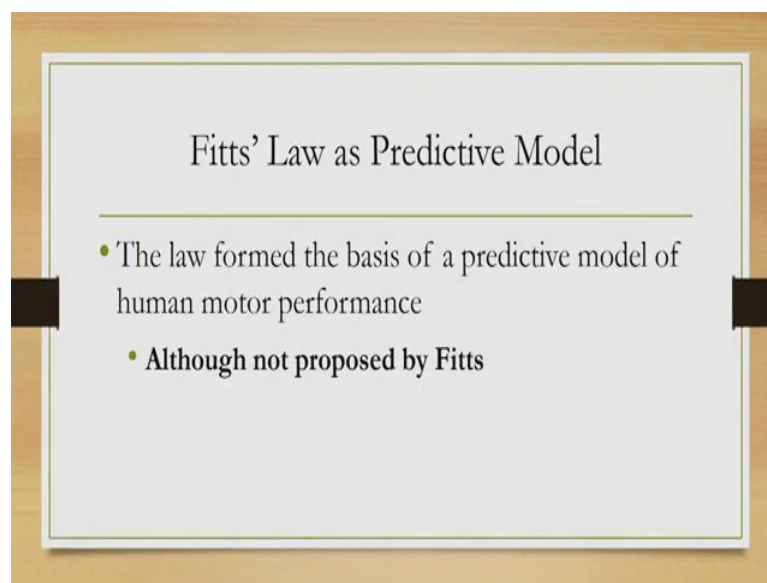 Fitts’ Law as Predictive Model
• The law formed the basis of a predictive model of
human motor performance
• Although not proposed by Fitts